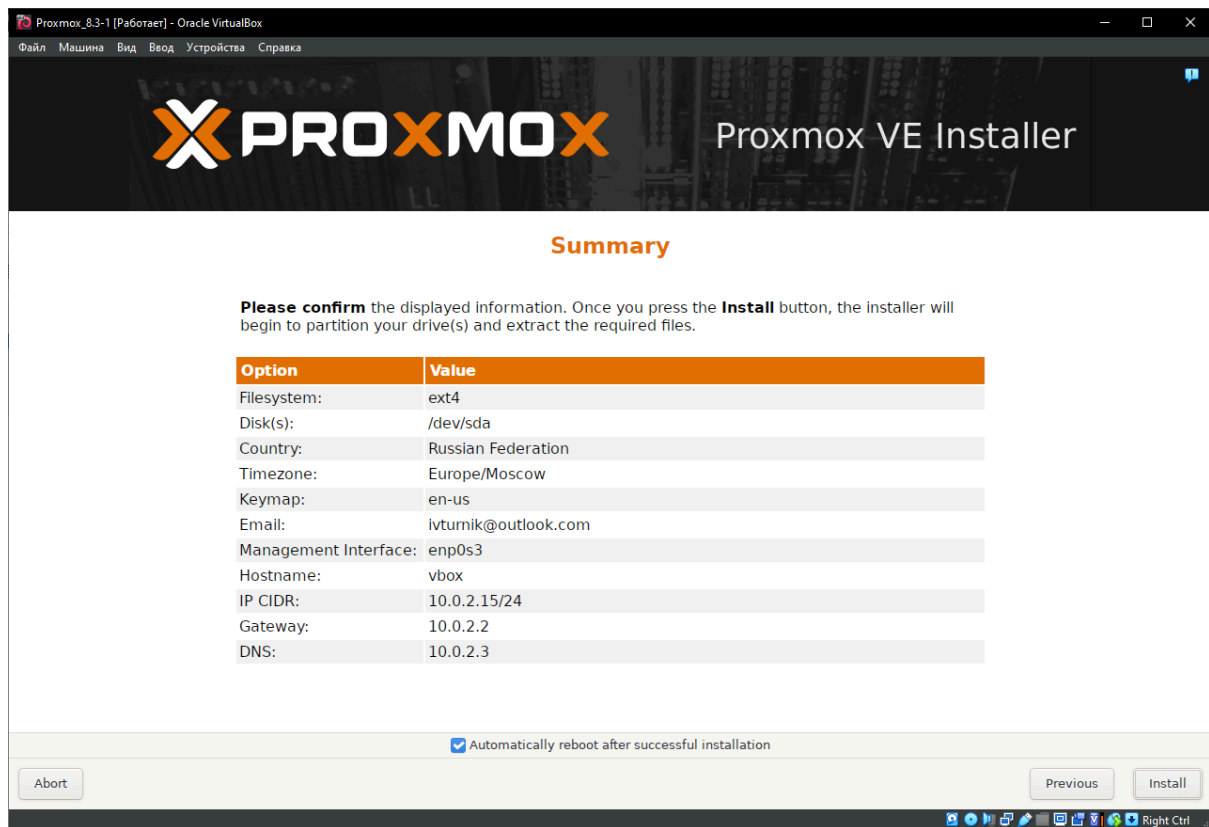 Proxmox_8.3-1 [Работает] - Oracle VirtualBox
Файл Машина Вид Ввод Устройства Справка
PROXMOX Proxmox VE Installer
Summary
Please confirm the displayed information. Once you press the Install button, the installer will
begin to partition your drive(s) and extract the required files.
Option Value
Filesystem: ext4
Disk(s): /dev/sda
Country: Russian Federation
Timezone: Europe/Moscow
Keymap: en-us
Email: ivturnik@outlook.com
Management Interface: enp0s3
Hostname: vbox
IP CIDR: 10.0.2.15/24
Gateway: 10.0.2.2
DNS: 10.0.2.3
Automatically reboot after successful installation
Abort Previous Install
Right Ctrl